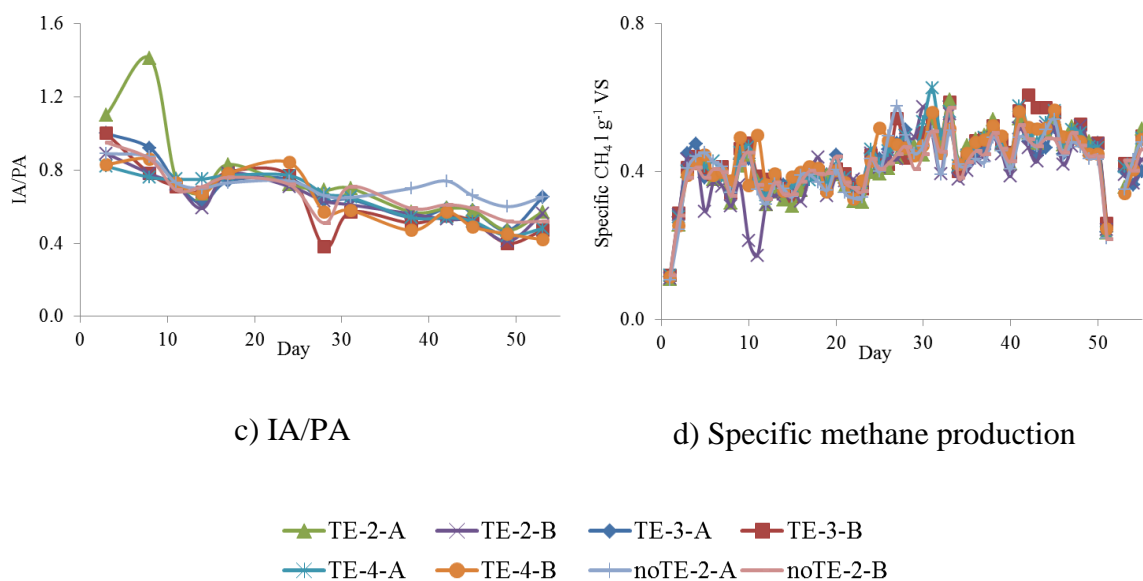 1.6
1.2
0.8
0.4
0.0
IA/PA
0 10 20 30 40 50
Day
c) IA/PA
0.8
0.4
0.0
Specific CH4 l g-1 VS
0 10 20 30 40 50
Day
d) Specific methane production
TE-2-A TE-2-B TE-3-A TE-3-B
TE-4-A TE-4-B noTE-2-A noTE-2-B